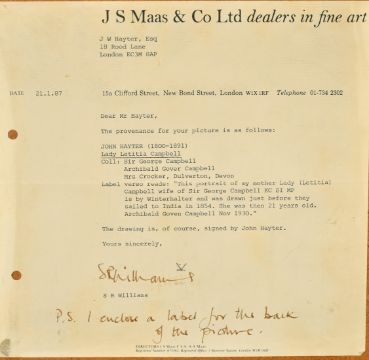 J S Maas & Co Ltd dealers in fine art
J W Hayter, Esq
18 Rood Lane
London EC3M 8AP
DATE 21.1.87 15a Clifford Street, New Bond Street, London W1X 1RF Telephone 01-734 2302
Dear Mr Hayter,
The provenance for your picture is as follows:
JOHN HAYTER (1800-1891)
Lady Letitia Campbell
Coll: Sir George Campbell
Archibald Gover Campbell
Mrs Crocker, Dulverton, Devon
Label verso reads: "This portrait of my mother Lady (Letitia)
Campbell wife of Sir George Campbell KC SI MP
is by Winterhalter and was drawn just before they
sailed to India in 1854. She was then 21 years old.
Archibald Goven Campbell Nov 1930."
The drawing is, of course, signed by John Hayter.
Yours sincerely,
S R Williams
P.S. I enclose a label for the back
of the picture.